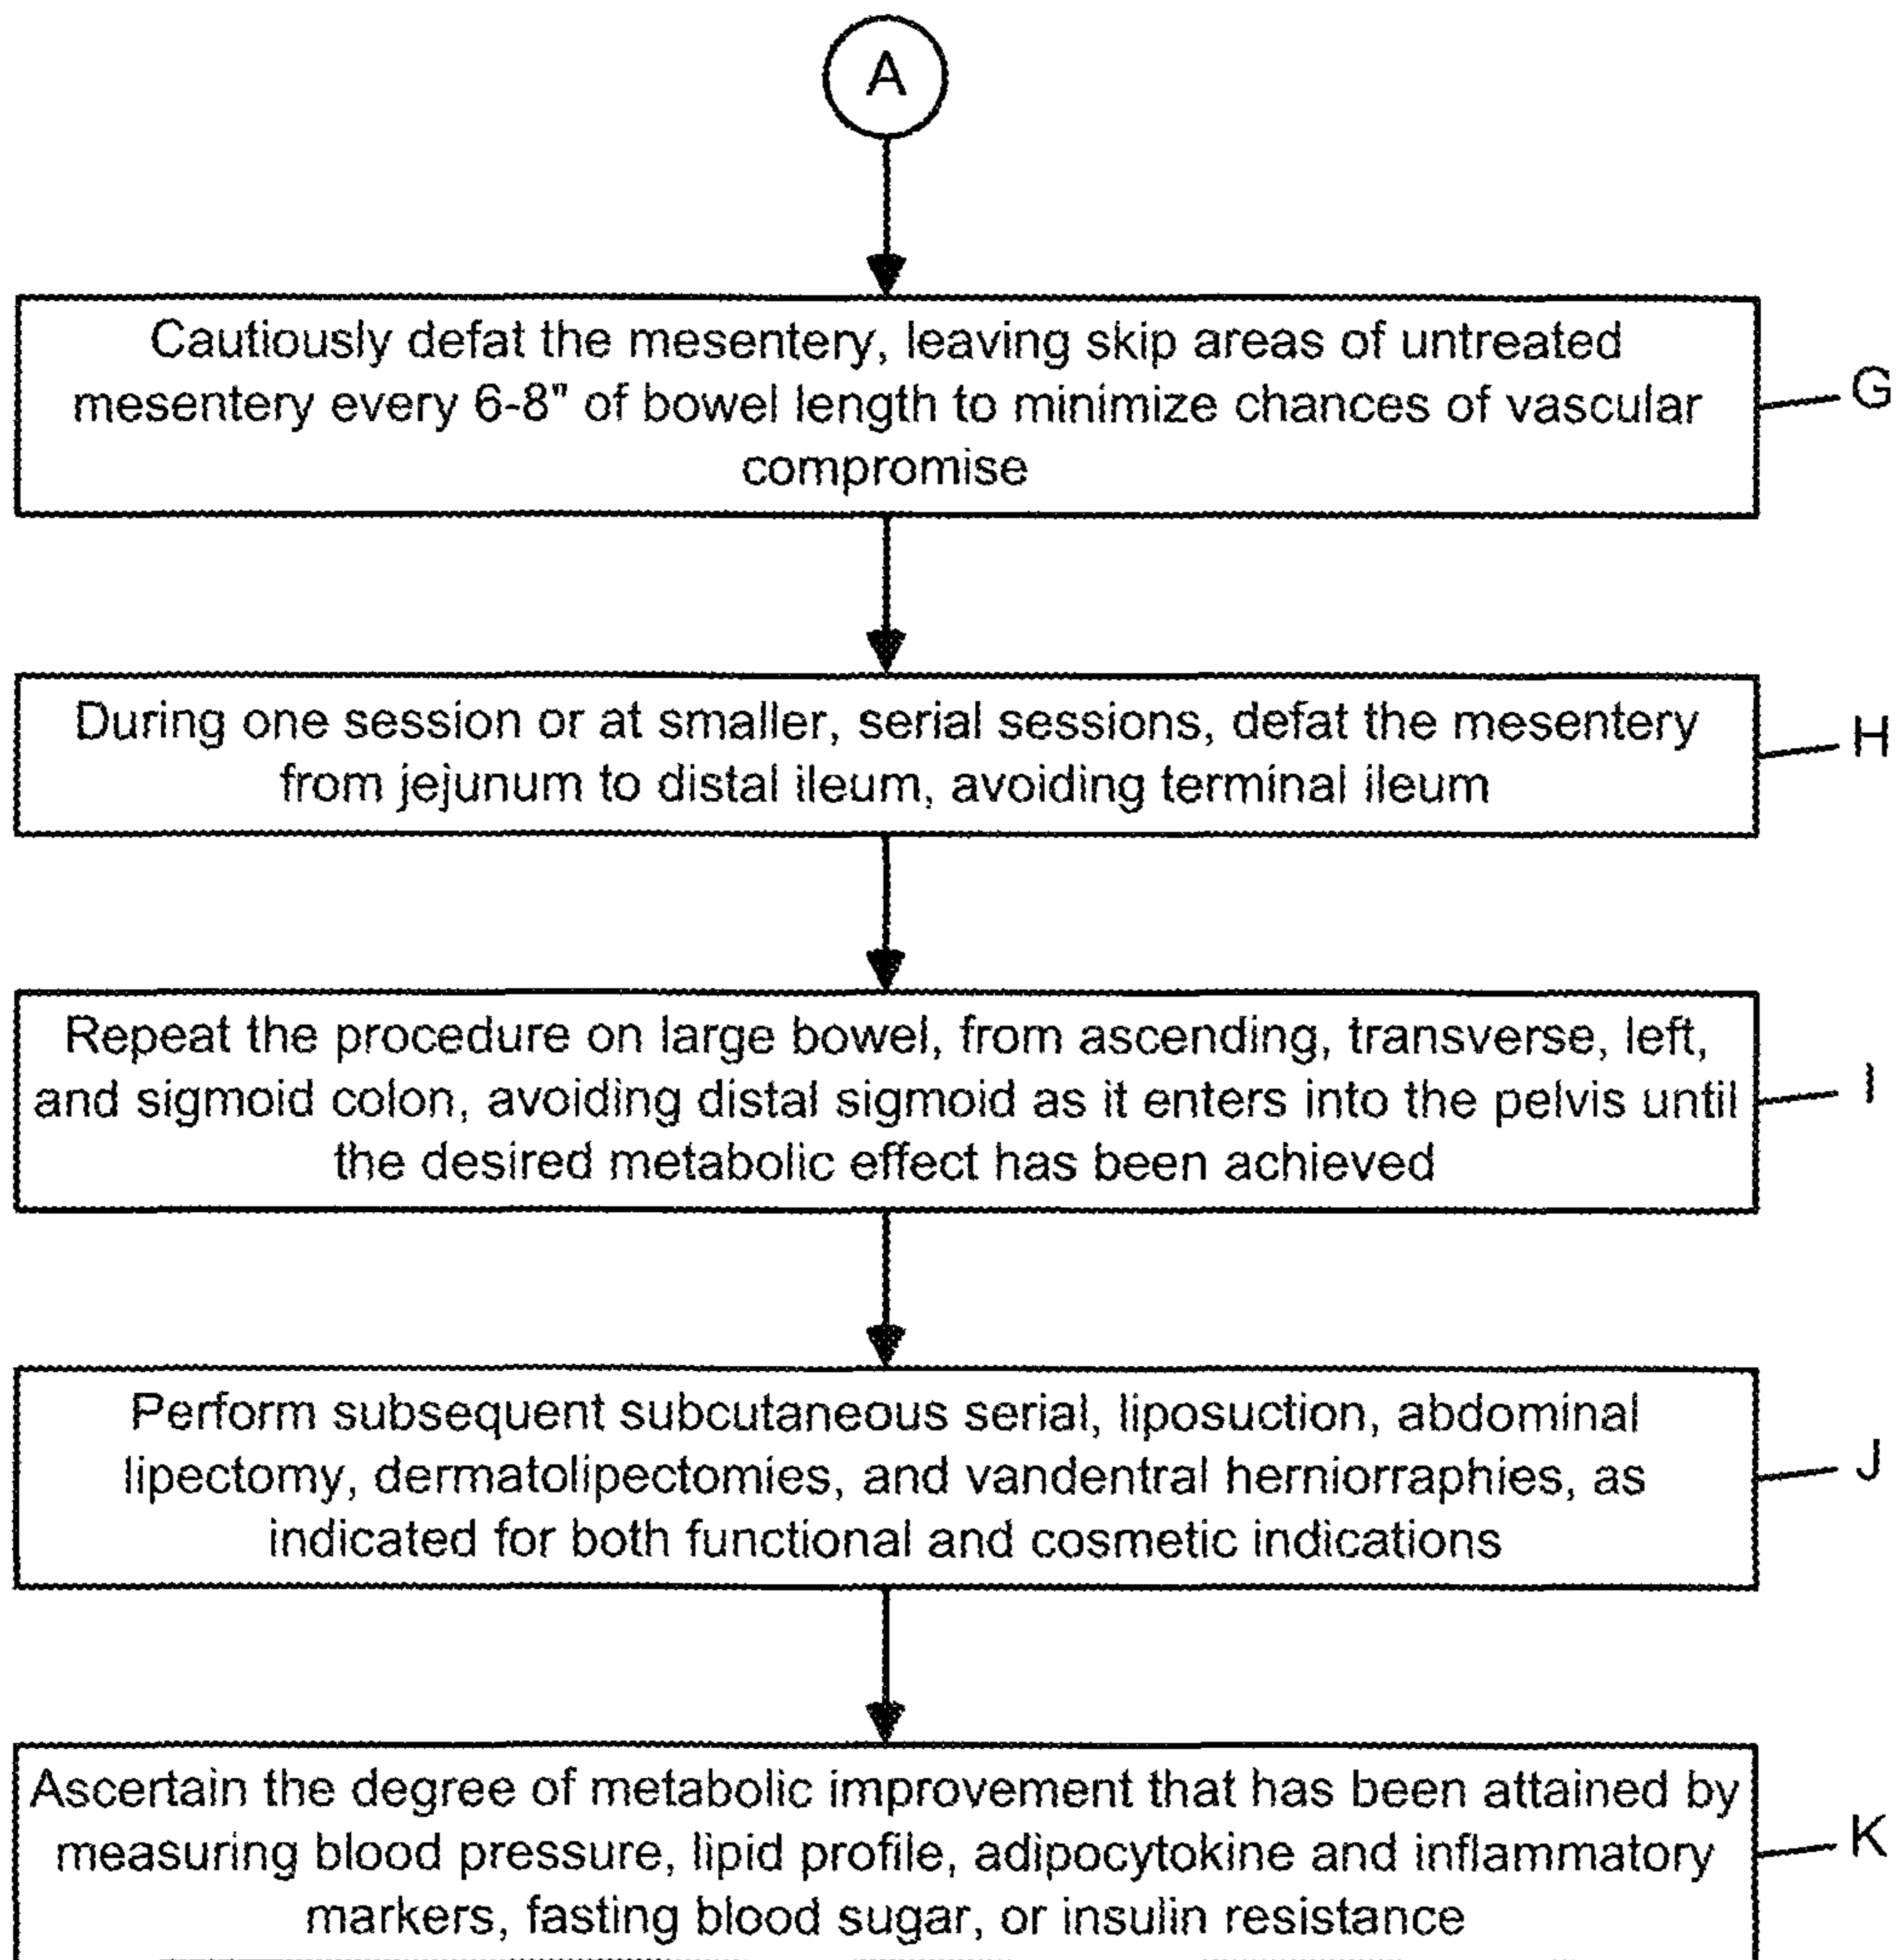 A
Cautiously defat the mesentery, leaving skip areas of untreated
mesentery every 6-8" of bowel length to minimize chances of vascular
compromise
G
During one session or at smaller, serial sessions, defat the mesentery
from jejunum to distal ileum, avoiding terminal ileum
H
Repeat the procedure on large bowel, from ascending, transverse, left,
and sigmoid colon, avoiding distal sigmoid as it enters into the pelvis until
the desired metabolic effect has been achieved
I
Perform subsequent subcutaneous serial, liposuction, abdominal
lipectomy, dermatolipectomies, and vandentral herniorraphies, as
indicated for both functional and cosmetic indications
J
Ascertain the degree of metabolic improvement that has been attained by
measuring blood pressure, lipid profile, adipocytokine and inflammatory
markers, fasting blood sugar, or insulin resistance
K